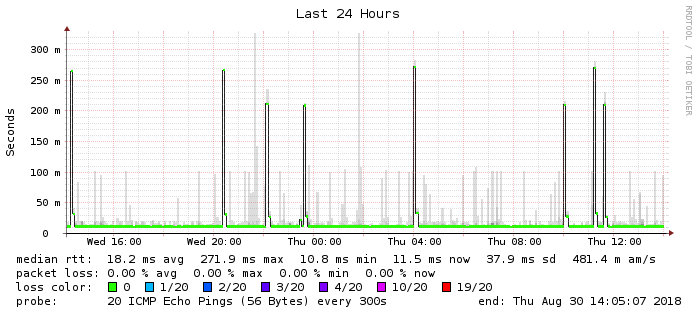 Last 24 Hours
RRDTOOL / TOBI OETIKER
Seconds
300 m
250 m
200 m
150 m
100 m
50 m
0
Wed 16:00 Wed 20:00 Thu 00:00 Thu 04:00 Thu 08:00 Thu 12:00
median rtt: 18.2 ms avg 271.9 ms max 10.8 ms min 11.5 ms now 37.9 ms sd 481.4 m am/s
packet loss: 0.00 % avg 0.00 % max 0.00 % min 0.00 % now
loss color: 0 1/20 2/20 3/20 4/20 10/20 19/20
probe: 20 ICMP Echo Pings (56 Bytes) every 300s end: Thu Aug 30 14:05:07 2018